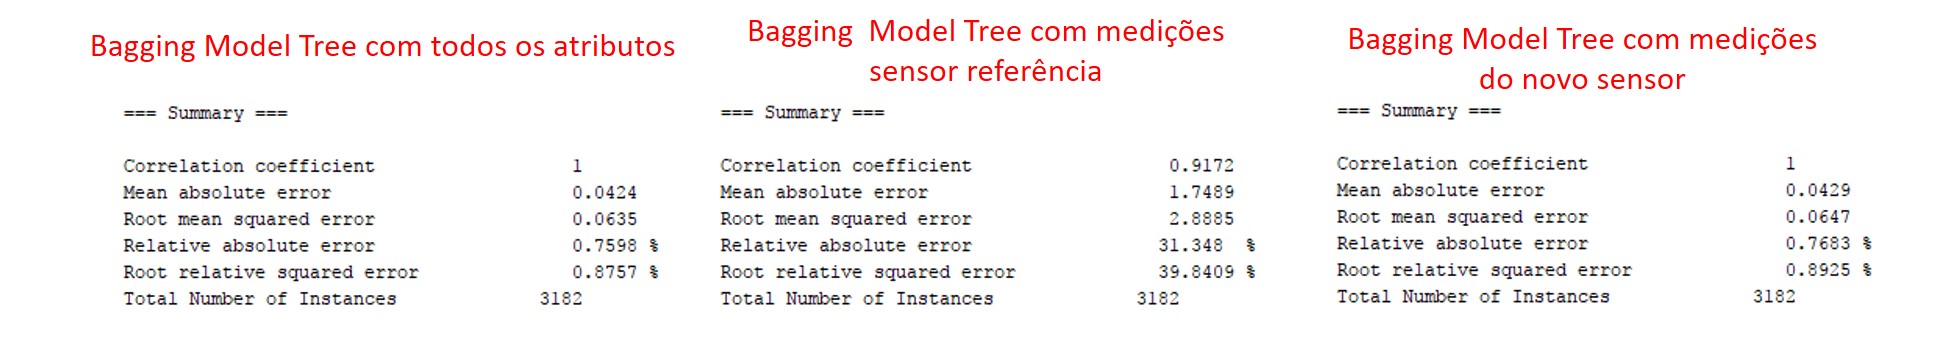 Bagging Model Tree com todos os atributos
=== Summary ===
Correlation coefficient 1
Mean absolute error 0.0424
Root mean squared error 0.0635
Relative absolute error 0.7598 %
Root relative squared error 0.8757 %
Total Number of Instances 3182
Bagging Model Tree com medições
sensor referência
=== Summary ===
Correlation coefficient 0.9172
Mean absolute error 1.7489
Root mean squared error 2.8885
Relative absolute error 31.348 %
Root relative squared error 39.8409 %
Total Number of Instances 3182
Bagging Model Tree com medições
do novo sensor
=== Summary ===
Correlation coefficient 1
Mean absolute error 0.0429
Root mean squared error 0.0647
Relative absolute error 0.7683 %
Root relative squared error 0.8925 %
Total Number of Instances 3182